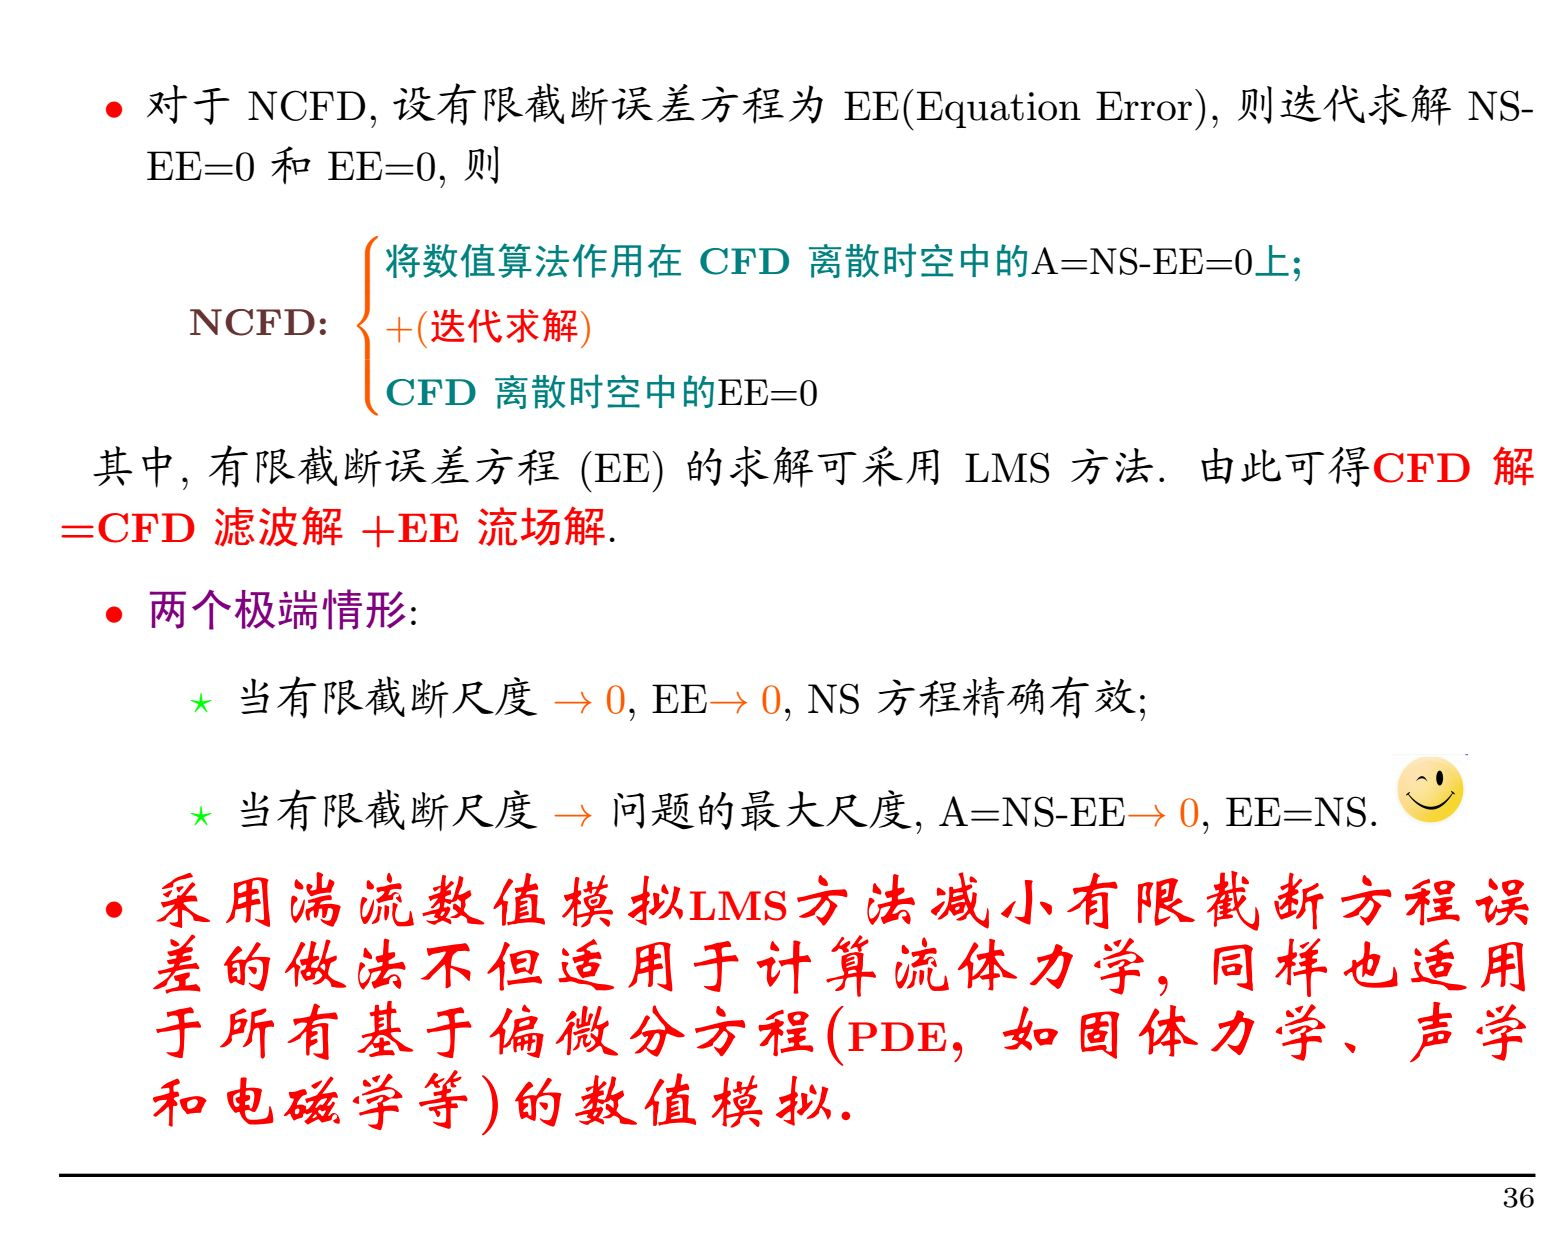 • 对于 NCFD, 设有限截断误差方程为 EE(Equation Error), 则迭代求解 NS-
EE=0 和 EE=0, 则
将数值算法作用在 CFD 离散时空中的A=NS-EE=0上;
NCFD: +(迭代求解)
CFD 离散时空中的EE=0
其中, 有限截断误差方程 (EE) 的求解可采用 LMS 方法. 由此可得CFD 解
=CFD 滤波解 +EE 流场解.
• 两个极端情形:
⋆ 当有限截断尺度 → 0, EE→ 0, NS 方程精确有效;
⋆ 当有限截断尺度 → 问题的最大尺度, A=NS-EE→ 0, EE=NS.
• 采用湍流数值模拟LMS方法减小有限截断方程误
差的做法不但适用于计算流体力学, 同样也适用
于所有基于偏微分方程(PDE, 如固体力学、声学
和电磁学等)的数值模拟.
36